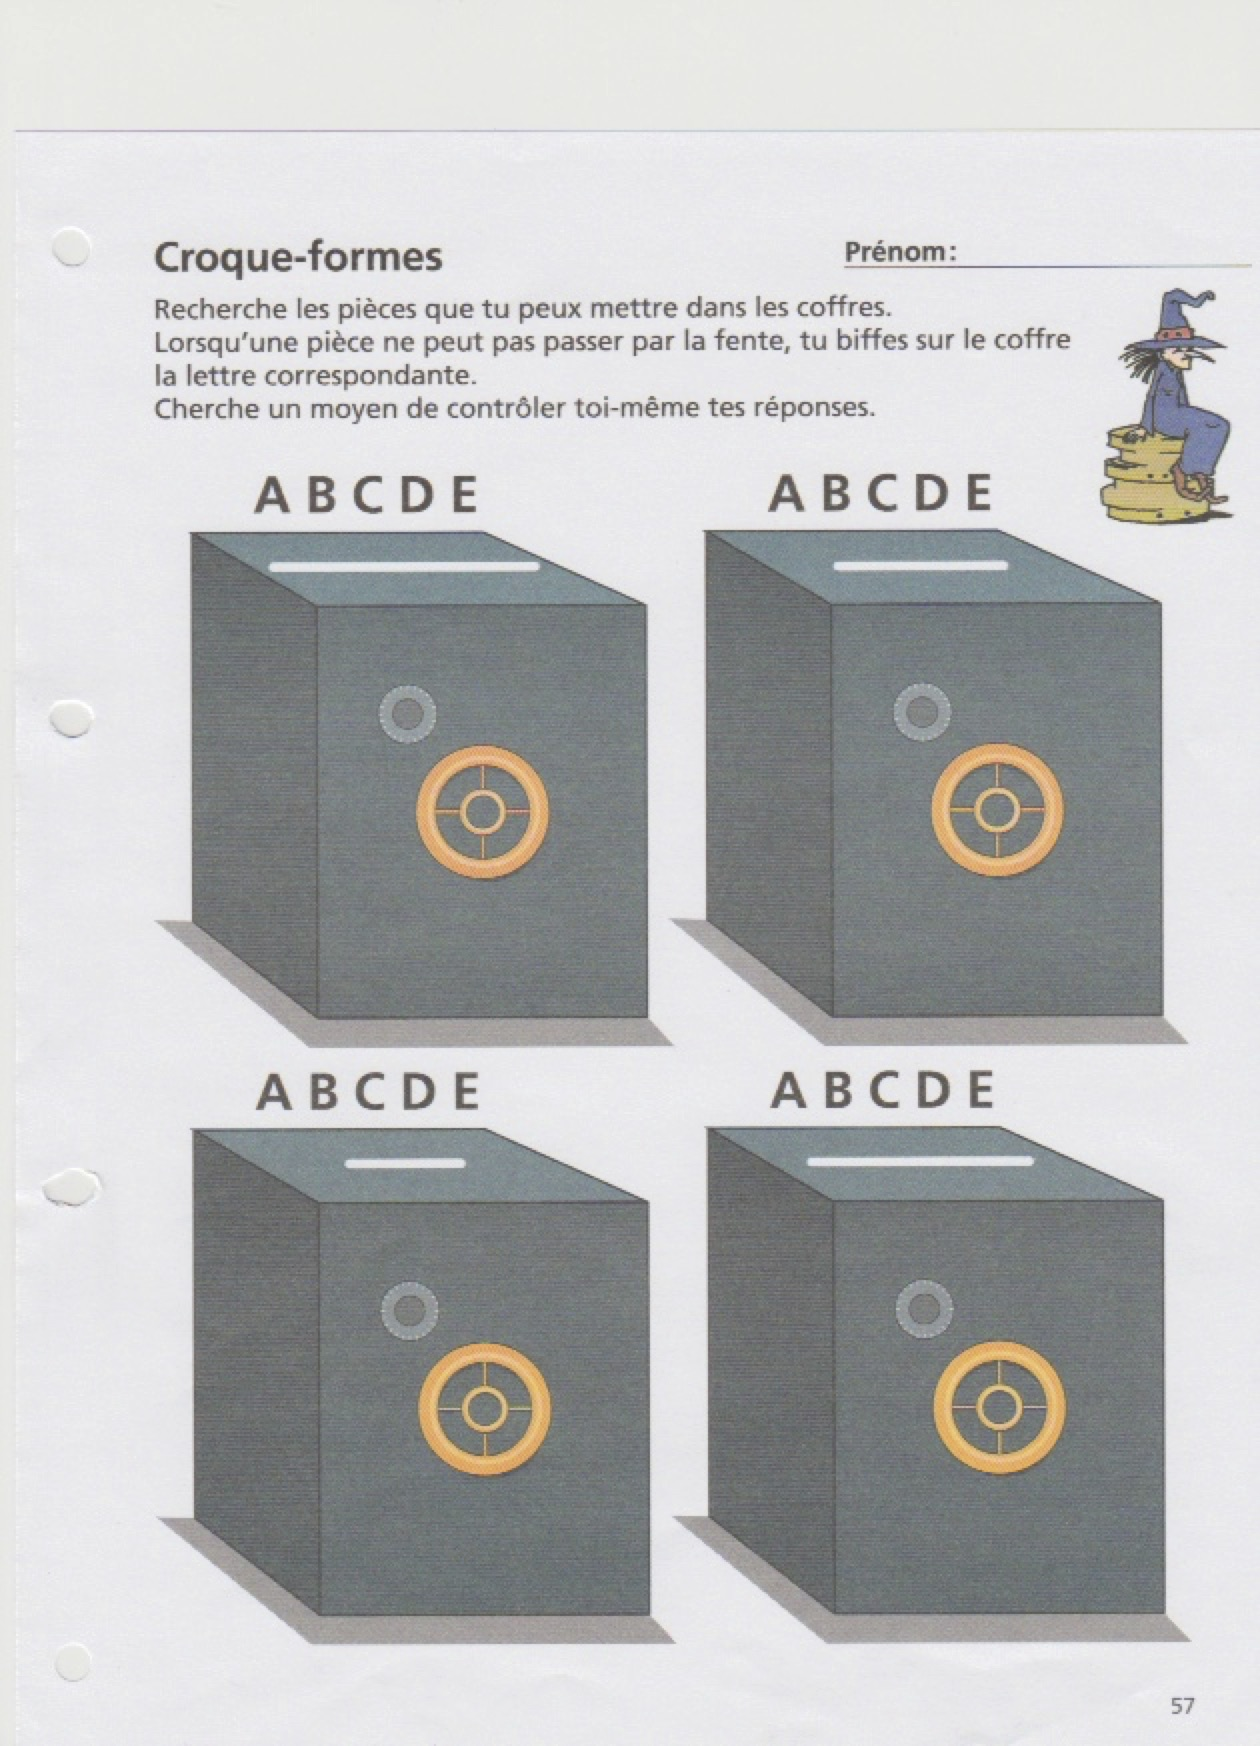 Croque-formes
Prénom:
Recherche les pièces que tu peux mettre dans les coffres.
Lorsqu'une pièce ne peut pas passer par la fente, tu biffes sur le coffre
la lettre correspondante.
Cherche un moyen de contrôler toi-même tes réponses.
A B C D E
A B C D E
A B C D E
A B C D E
57